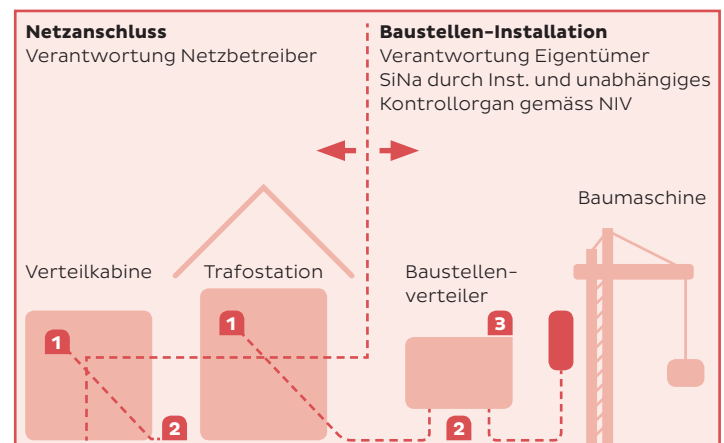 Netzanschluss
Verantwortung Netzbetreiber
Baustellen-Installation
Verantwortung Eigentümer
SiNa durch Inst. und unabhängiges
Kontrollorgan gemäss NIV
Baumaschine
Verteilkabine
Trafostation
Baustellen-
verteiler
1
1
3
2
2